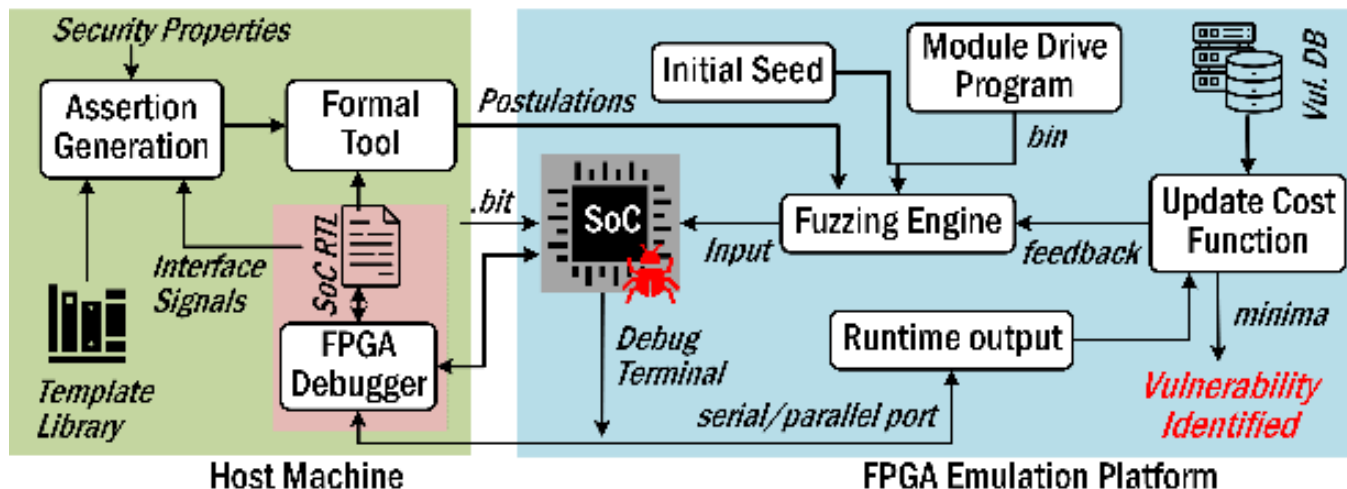 Security Properties
Assertion
Generation
Formal
Tool
Postulations
Initial Seed
Module Drive
Program
bin
Vul. DB
.bit
SoC
Input
Fuzzing Engine
feedback
Update Cost
Function
Interface
Signals
SoC RTL
FPGA
Debugger
Template
Library
Debug
Terminal
Runtime output
serial/parallel port
minima
Vulnerability
Identified
Host Machine
FPGA Emulation Platform